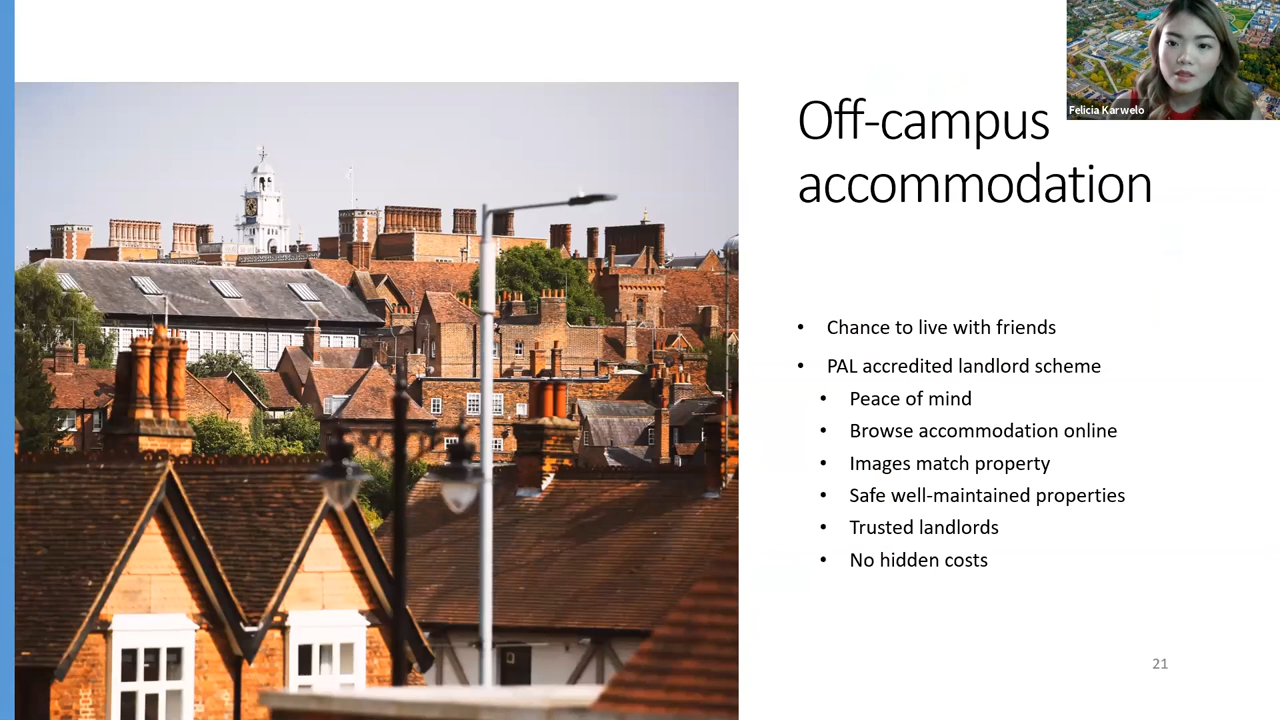 Felicia Karwelo
Off-campus
accommodation
• Chance to live with friends
• PAL accredited landlord scheme
• Peace of mind
• Browse accommodation online
• Images match property
• Safe well-maintained properties
• Trusted landlords
• No hidden costs
21